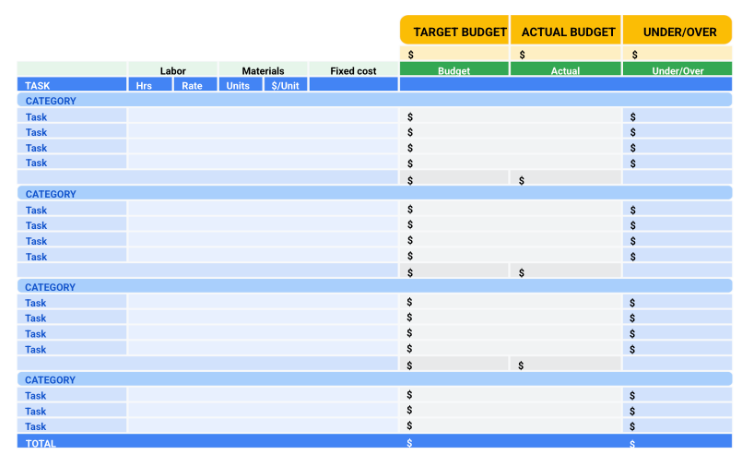 TARGET BUDGET ACTUAL BUDGET UNDER/OVER
$ $ $
Labor Materials Fixed cost Budget Actual Under/Over
TASK Hrs Rate Units $/Unit
CATEGORY
Task $ $
Task $ $
Task $ $
Task $ $
$ $
CATEGORY
Task $ $
Task $ $
Task $ $
Task $ $
$ $
CATEGORY
Task $ $
Task $ $
Task $ $
Task $ $
$ $
CATEGORY
Task $ $
Task $ $
Task $ $
TOTAL $ $